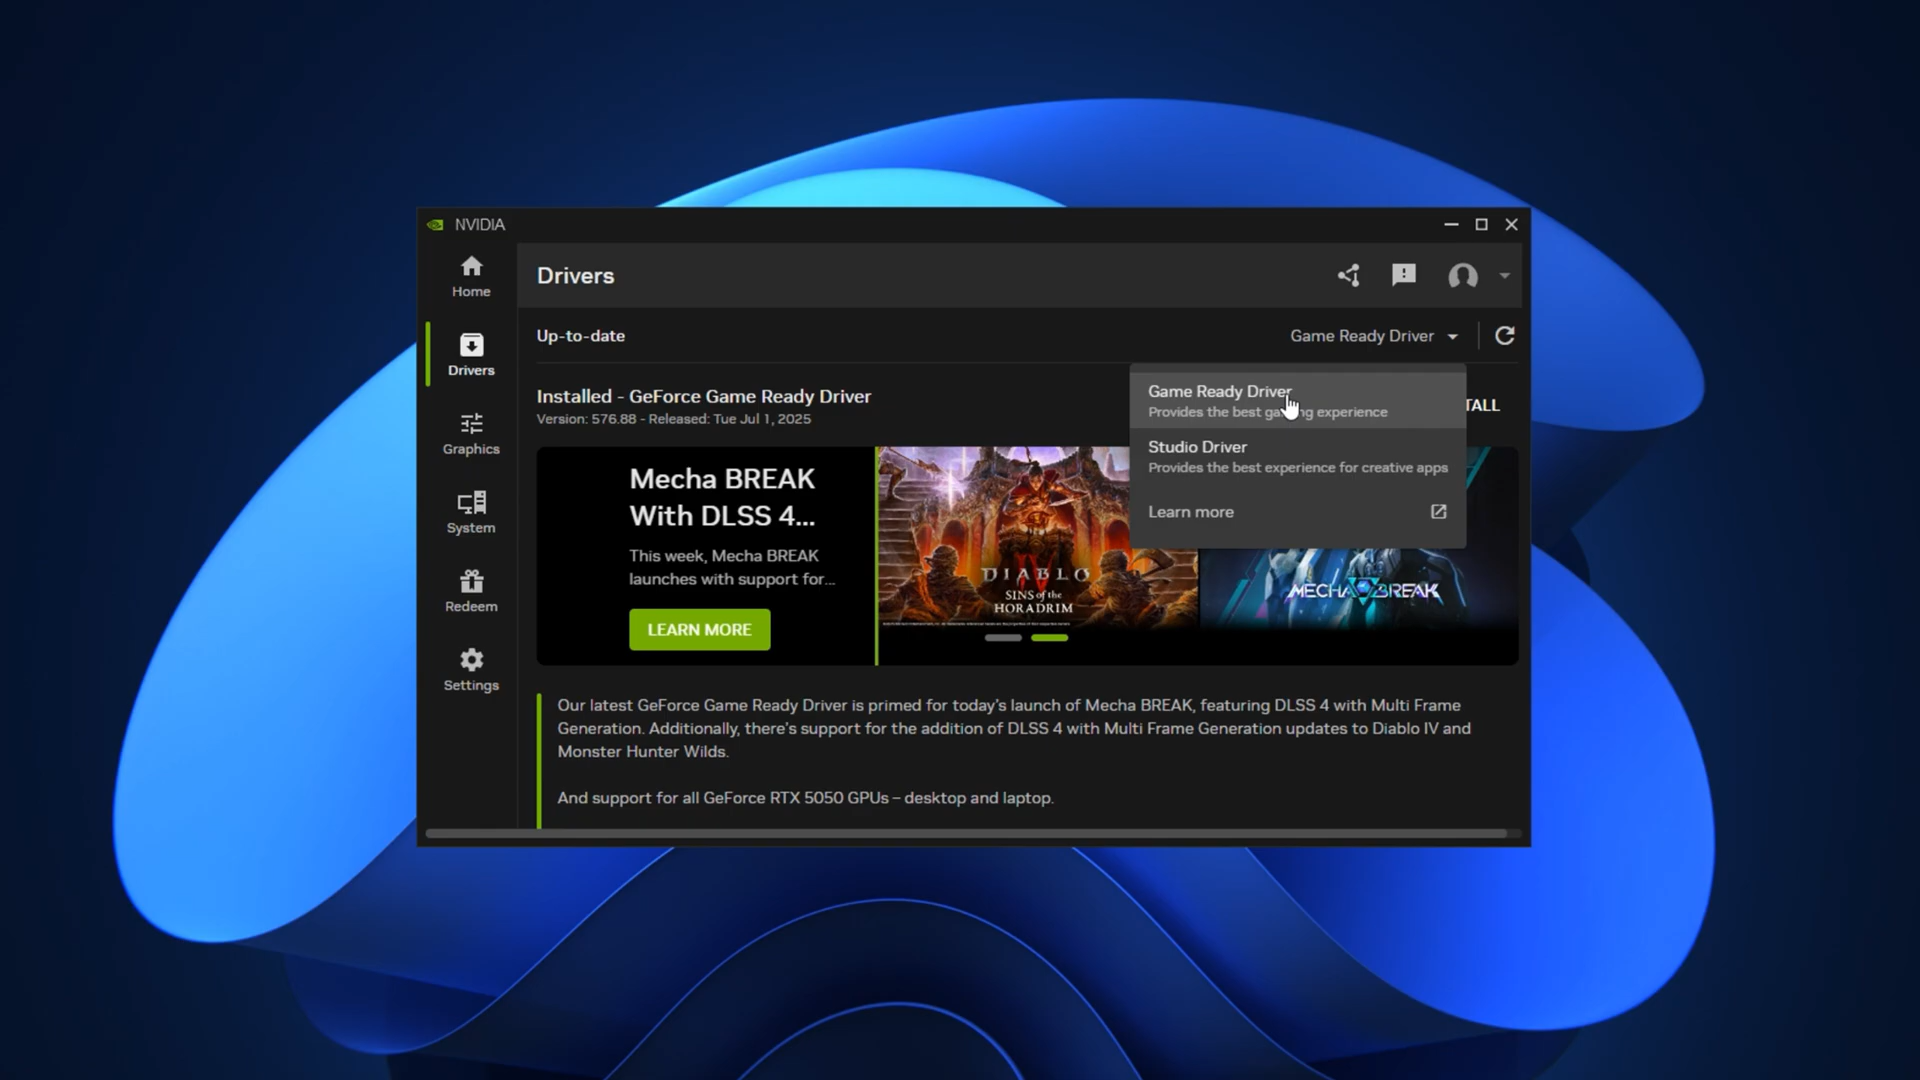 NVIDIA
Home
Drivers
Graphics
System
Redeem
Settings
Drivers
Up-to-date
Game Ready Driver
Installed - GeForce Game Ready Driver
Version: 576.88 - Released: Tue Jul 1, 2025
TALL
Game Ready Driver
Provides the best experience
Studio Driver
Provides the best experience for creative apps
Learn more
Mecha BREAK
With DLSS 4...
This week, Mecha BREAK
launches with support for...
LEARN MORE
DIABLO
SINS of the
HORADRIM
MECHA BREAK
Our latest GeForce Game Ready Driver is primed for today's launch of Mecha BREAK, featuring DLSS 4 with Multi Frame
Generation. Additionally, there's support for the addition of DLSS 4 with Multi Frame Generation updates to Diablo IV and
Monster Hunter Wilds.
And support for all GeForce RTX 5050 GPUs – desktop and laptop.